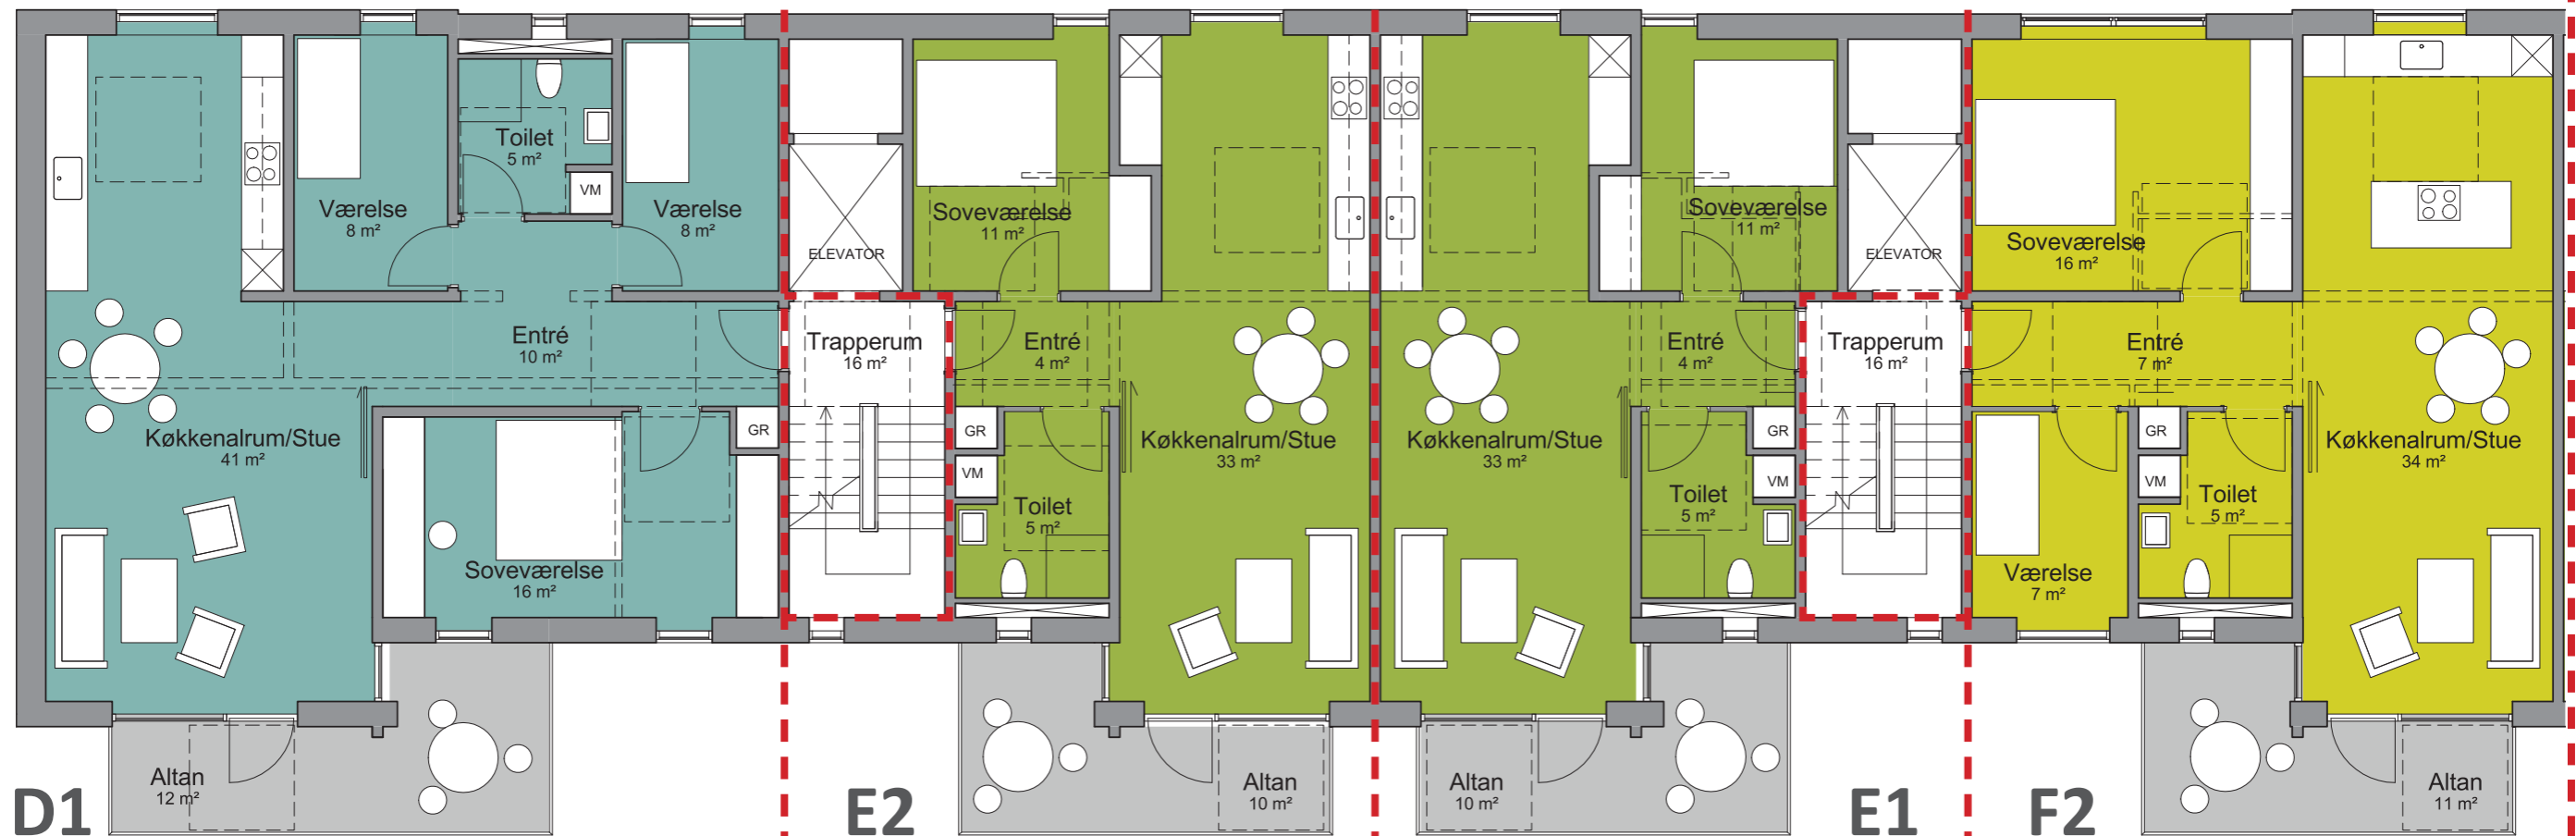 Værelse
8 m²
Toilet
5 m²
VM
Værelse
8 m²
ELEVATOR
Soveværelse
11 m²
Soveværelse
11 m²
ELEVATOR
Soveværelse
16 m²
Entré
10 m²
Trapperum
16 m²
Entré
4 m²
Entré
4 m²
Trapperum
16 m²
Entré
7 m²
Køkkenalrum/Stue
41 m²
GR
GR
Køkkenalrum/Stue
33 m²
Køkkenalrum/Stue
33 m²
GR
GR
Køkkenalrum/Stue
34 m²
VM
VM
VM
Toilet
5 m²
Toilet
5 m²
Toilet
5 m²
Soveværelse
16 m²
Værelse
7 m²
Altan
12 m²
Altan
10 m²
Altan
10 m²
Altan
11 m²
D1
E2
E1
F2